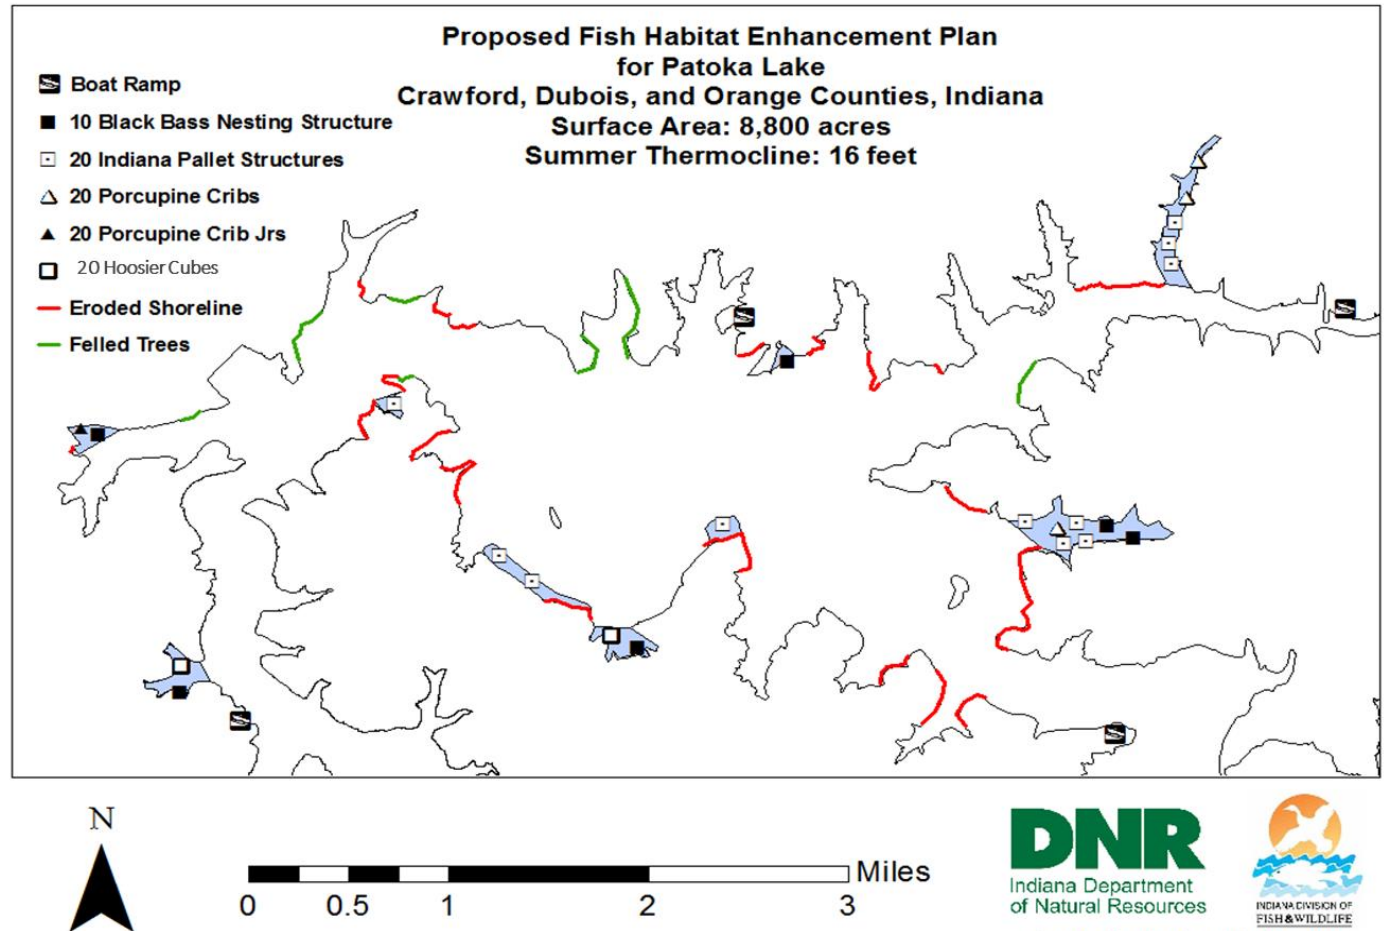 Proposed Fish Habitat Enhancement Plan
for Patoka Lake
Crawford, Dubois, and Orange Counties, Indiana
Surface Area: 8,800 acres
Summer Thermocline: 16 feet
Boat Ramp
10 Black Bass Nesting Structure
20 Indiana Pallet Structures
20 Porcupine Cribs
20 Porcupine Crib Jrs
20 Hoosier Cubes
Eroded Shoreline
Felled Trees
N
0 0.5 1 2 3 Miles
DNR
Indiana Department
of Natural Resources
INDIANA DIVISION OF
FISH & WILDLIFE